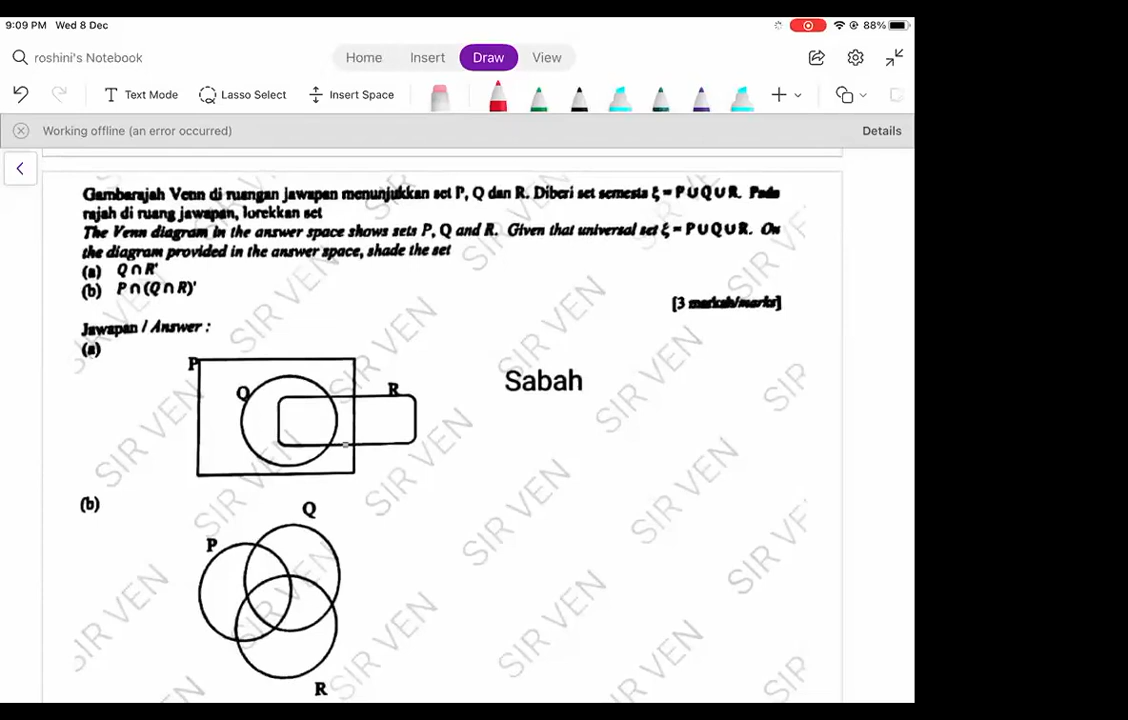 9:09 PM Wed 8 Dec
88%
roshini's Notebook
Home Insert Draw View
Text Mode Lasso Select Insert Space
Working offline (an error occurred)
Details
Gambarajah Venn di ruangan jawapan menunjukkan set P, Q dan R. Diberi set semesta ξ = P∪Q∪R. Pada
rajah di ruang jawapan, lorekkan set
The Venn diagram in the answer space shows sets P, Q and R. Given that universal set ξ = P∪Q∪R. On
the diagram provided in the answer space, shade the set
(a) Q∩R'
(b) P∩(Q∩R)'
[3 markah/marks]
Jawapan / Answer :
(a)
P
Q
R
Sabah
(b)
Q
P
R
SIR VEN